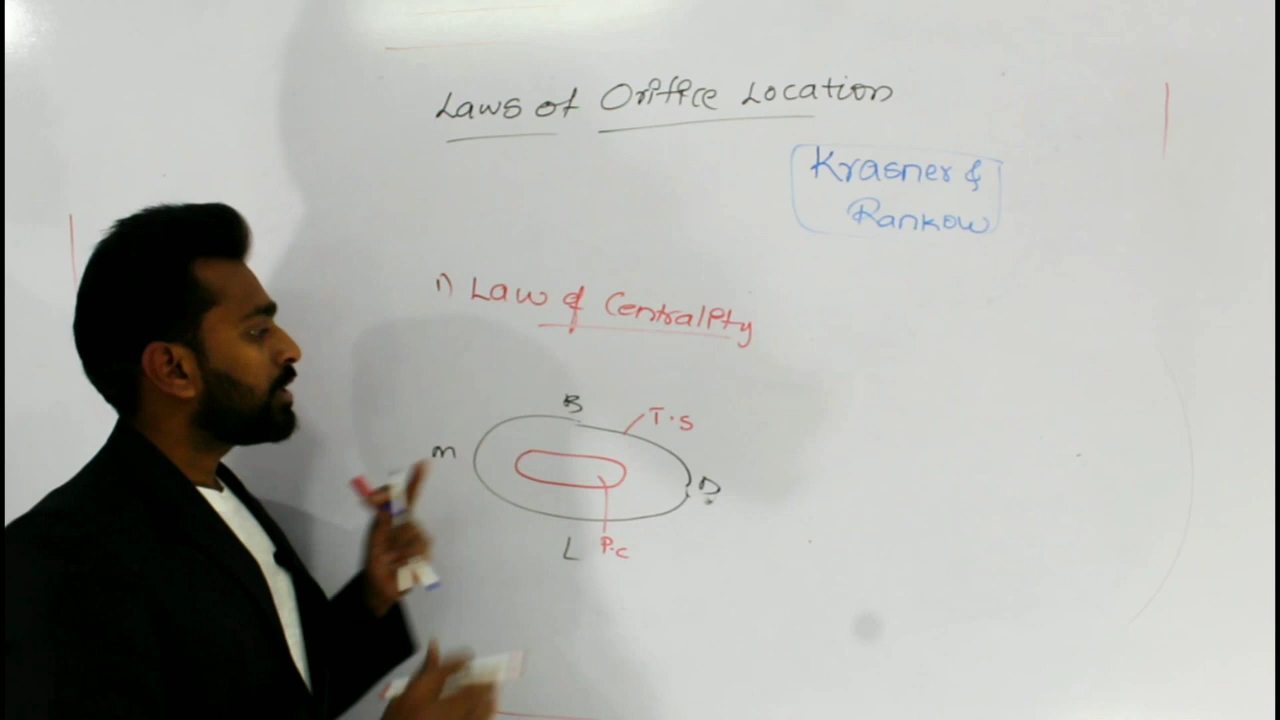 Laws of Orifice Location
Krasner &
Rankow
1) Law of Centrality
B
T.S
m
D
L
P.C